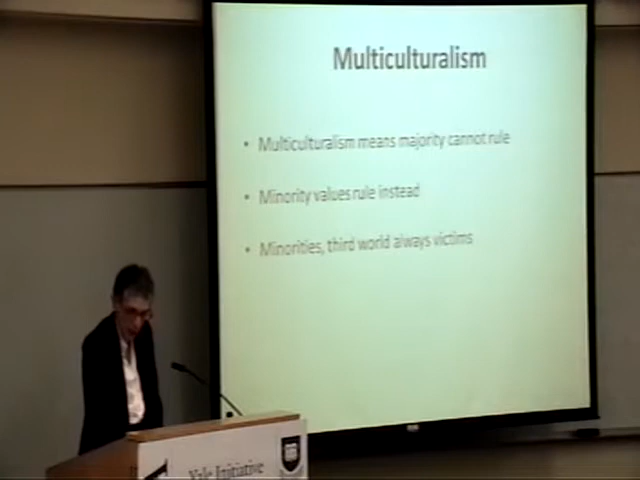 Multiculturalism
• Multiculturalism means majority cannot rule
• Minority values rule instead
• Minorities, third world always victims
Yale Initiative